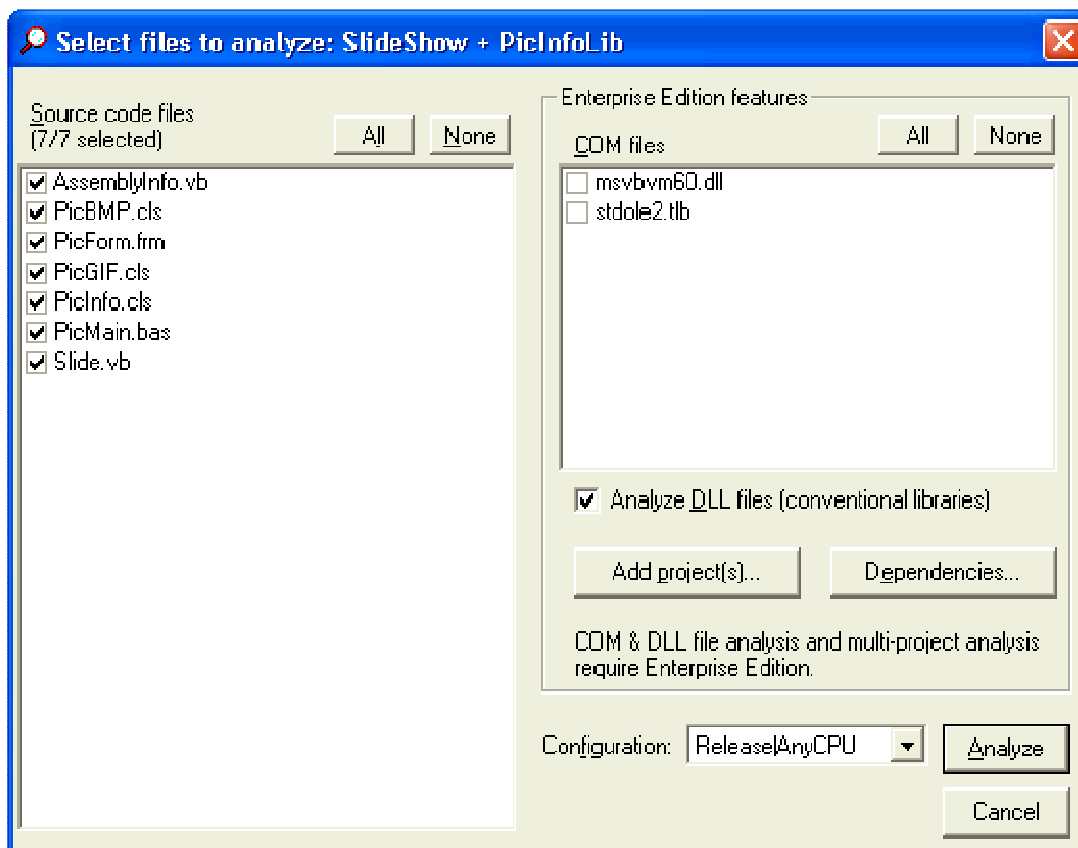 Select files to analyze: SlideShow + PicInfoLib
Source code files
(7/7 selected)
All
None
AssemblyInfo.vb
PicBMP.cls
PicForm.frm
PicGIF.cls
PicInfo.cls
PicMain.bas
Slide.vb
Enterprise Edition features
COM files
All
None
msvbvm60.dll
stdole2.tlb
Analyze DLL files (conventional libraries)
Add project(s)...
Dependencies...
COM & DLL file analysis and multi-project analysis
require Enterprise Edition.
Configuration:
Release|AnyCPU
Analyze
Cancel